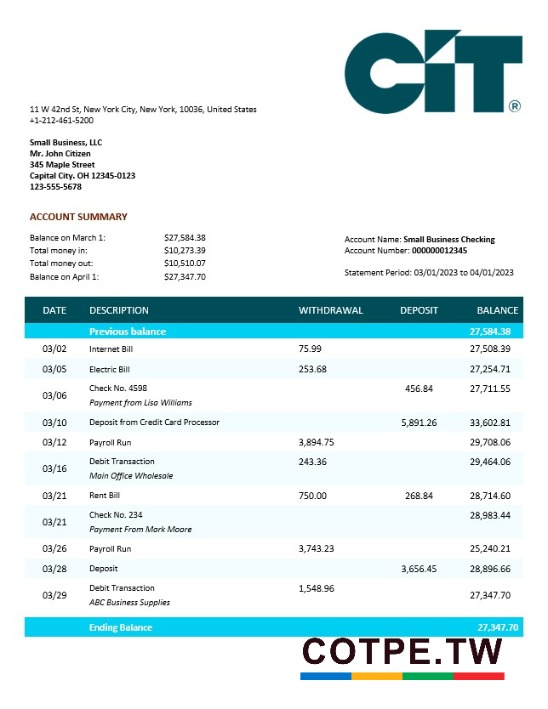 CiT®
11 W 42nd St, New York City, New York, 10036, United States
+1-212-461-5200
Small Business, LLC
Mr. John Citizen
345 Maple Street
Capital City. OH 12345-0123
123-555-5678
ACCOUNT SUMMARY
Balance on March 1: $27,584.38
Total money in: $10,273.39
Total money out: $10,510.07
Balance on April 1: $27,347.70
Account Name: Small Business Checking
Account Number: 000000012345
Statement Period: 03/01/2023 to 04/01/2023
DATE DESCRIPTION WITHDRAWAL DEPOSIT BALANCE
Previous balance 27,584.38
03/02 Internet Bill 75.99 27,508.39
03/05 Electric Bill 253.68 27,254.71
03/06 Check No. 4598 456.84 27,711.55
Payment from Lisa Williams
03/10 Deposit from Credit Card Processor 5,891.26 33,602.81
03/12 Payroll Run 3,894.75 29,708.06
03/16 Debit Transaction 243.36 29,464.06
Main Office Wholesale
03/21 Rent Bill 750.00 268.84 28,714.60
03/21 Check No. 234 28,983.44
Payment From Mark Moore
03/26 Payroll Run 3,743.23 25,240.21
03/28 Deposit 3,656.45 28,896.66
03/29 Debit Transaction 1,548.96 27,347.70
ABC Business Supplies
Ending Balance 27,347.70
COTPE.TW